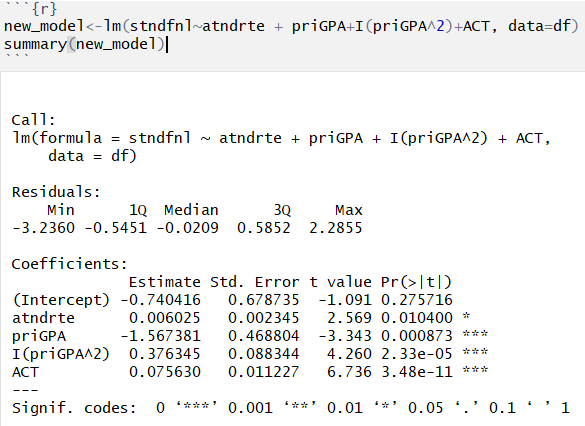 ```{r}
new_model<-lm(stndfnl~atndrte + priGPA+I(priGPA^2)+ACT, data=df)
summary(new_model)
```
Call:
lm(formula = stndfnl ~ atndrte + priGPA + I(priGPA^2) + ACT,
    data = df)
Residuals:
    Min      1Q  Median      3Q     Max
-3.2360 -0.5451 -0.0209  0.5852  2.2855
Coefficients:
             Estimate Std. Error t value Pr(>|t|)
(Intercept) -0.740416   0.678735  -1.091 0.275716
atndrte      0.006025   0.002345   2.569 0.010400 *
priGPA      -1.567381   0.468804  -3.343 0.000873 ***
I(priGPA^2)  0.376345   0.088344   4.260 2.33e-05 ***
ACT          0.075630   0.011227   6.736 3.48e-11 ***
---
Signif. codes:  0 ‘***’ 0.001 ‘**’ 0.01 ‘*’ 0.05 ‘.’ 0.1 ‘ ’ 1